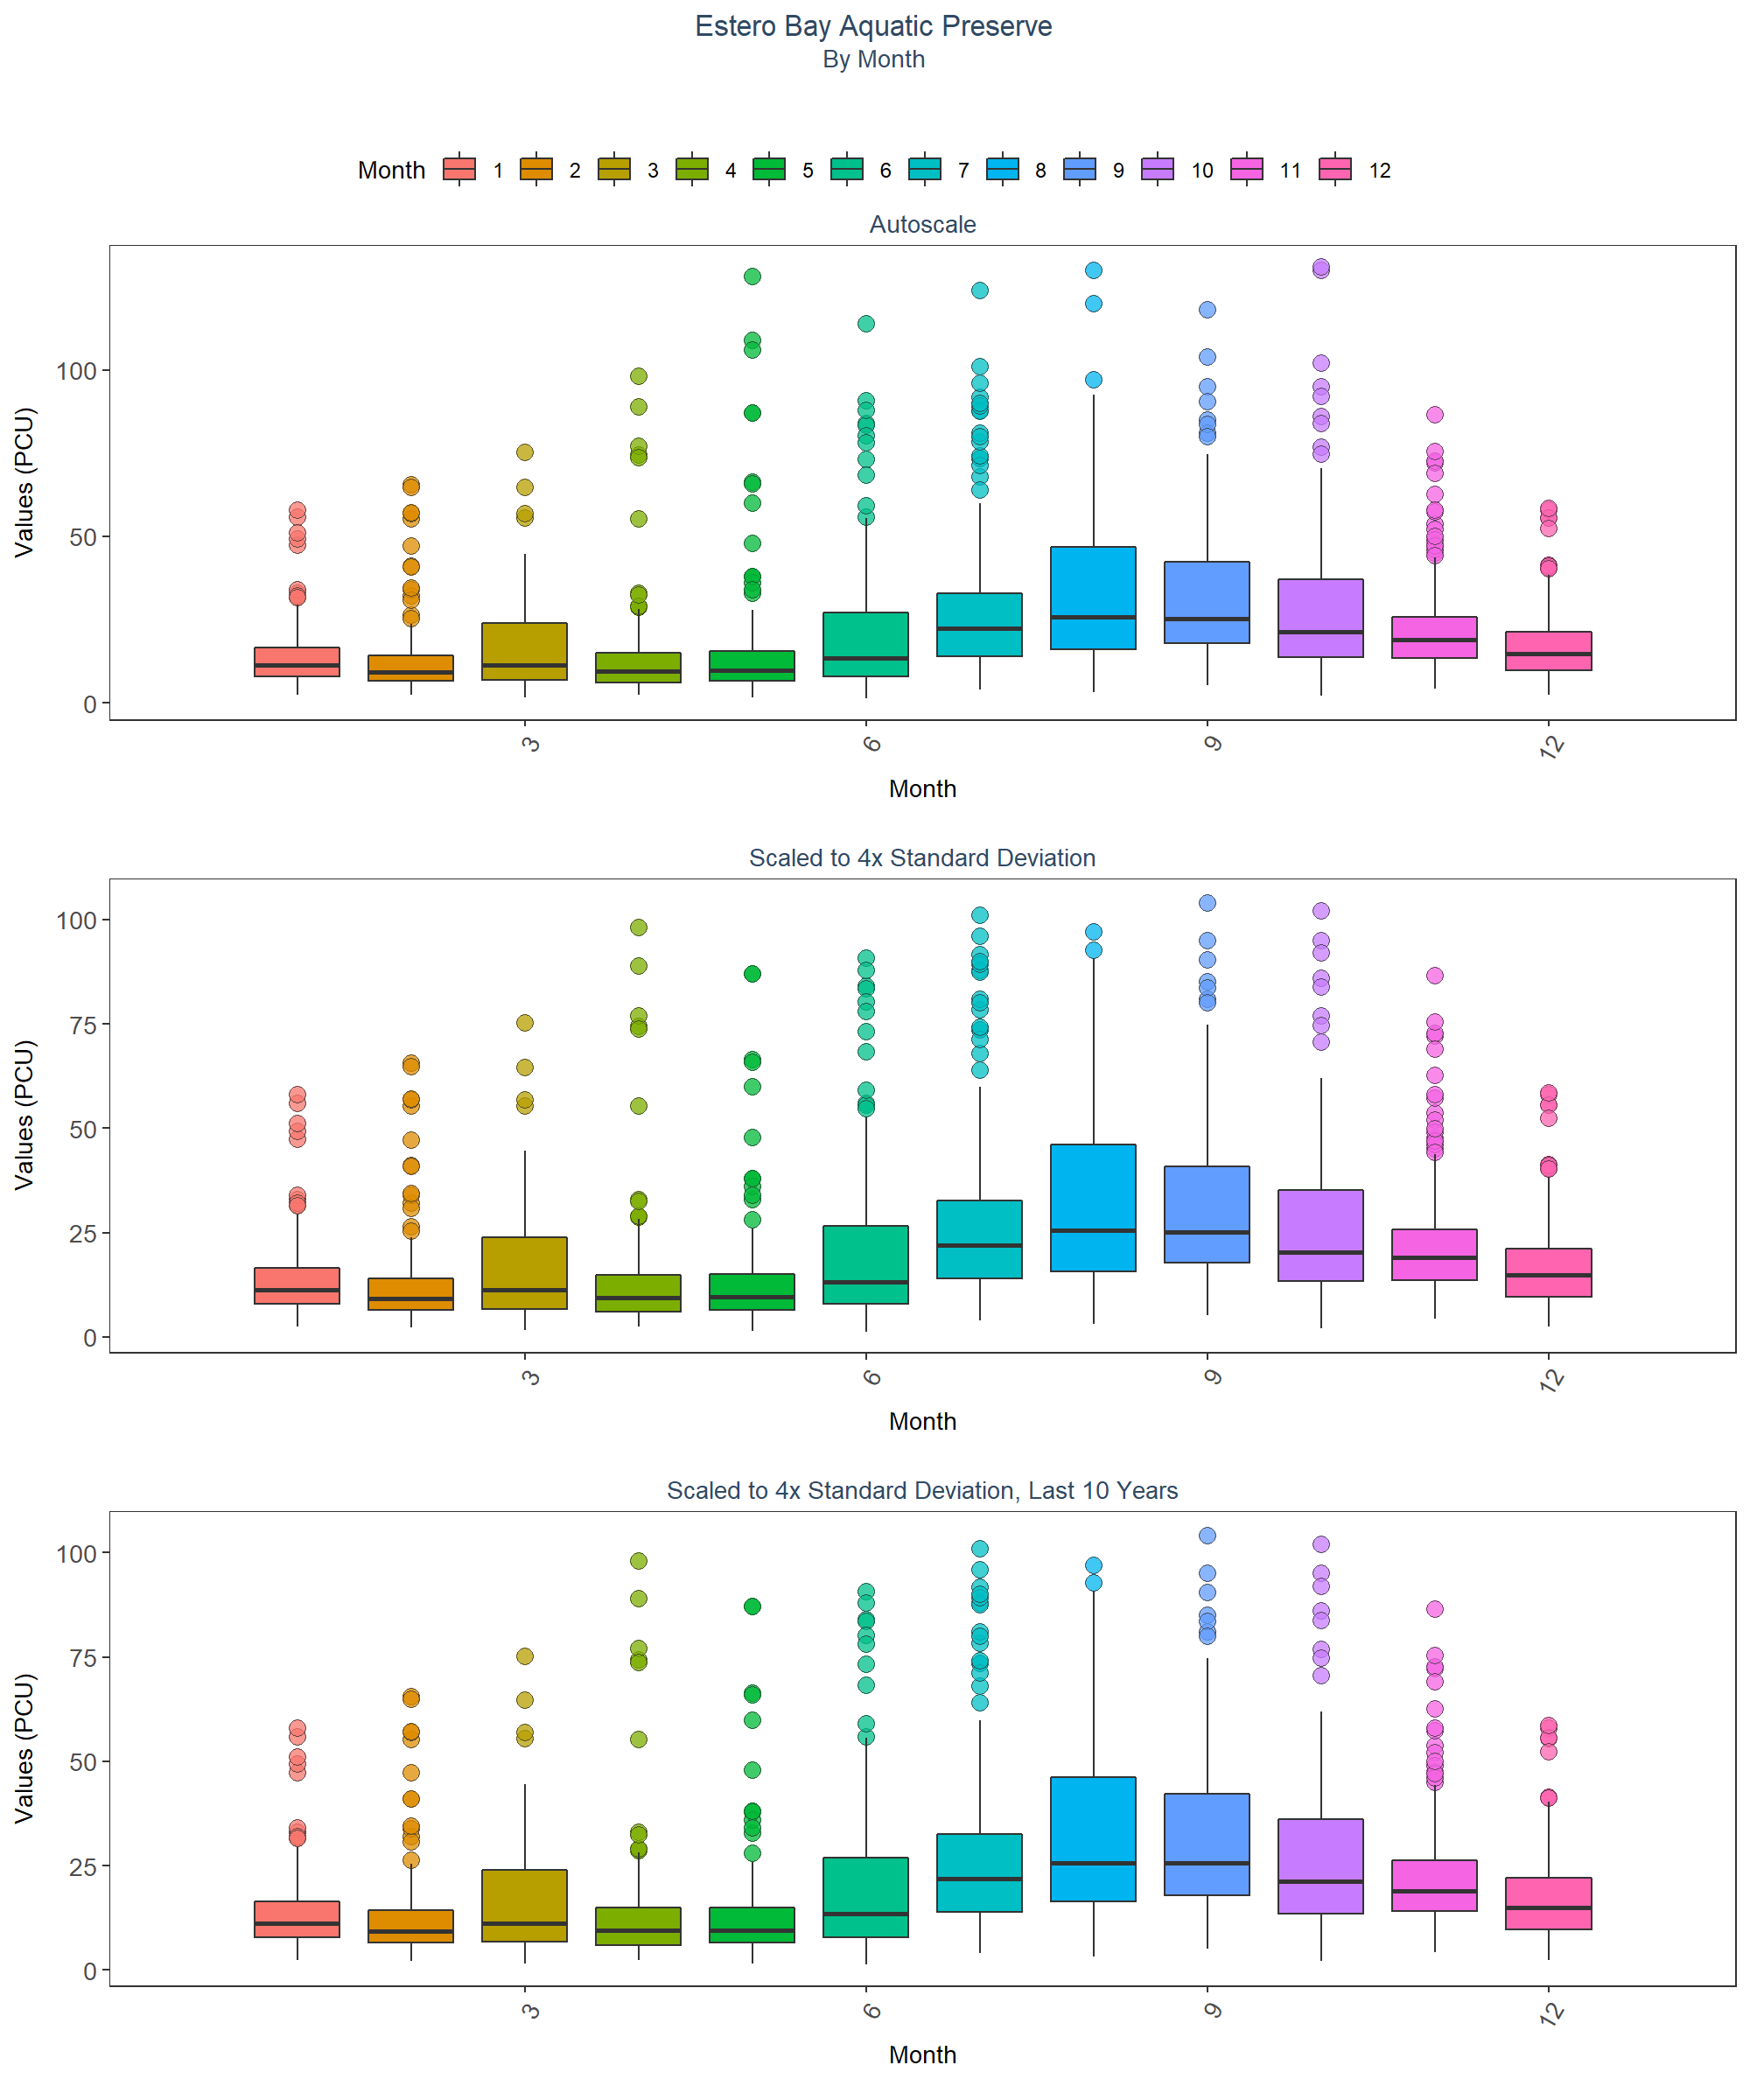 Estero Bay Aquatic Preserve
By Month
Month 1 2 3 4 5 6 7 8 9 10 11 12
Autoscale
Values (PCU)
100
50
0
3 6 9 12
Month
Scaled to 4x Standard Deviation
Values (PCU)
100
75
50
25
0
3 6 9 12
Month
Scaled to 4x Standard Deviation, Last 10 Years
Values (PCU)
100
75
50
25
0
3 6 9 12
Month